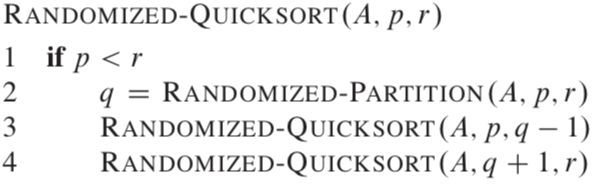 RANDOMIZED-QUICKSORT(A, p, r)
1 if p < r
2 q = RANDOMIZED-PARTITION(A, p, r)
3 RANDOMIZED-QUICKSORT(A, p, q − 1)
4 RANDOMIZED-QUICKSORT(A, q + 1, r)